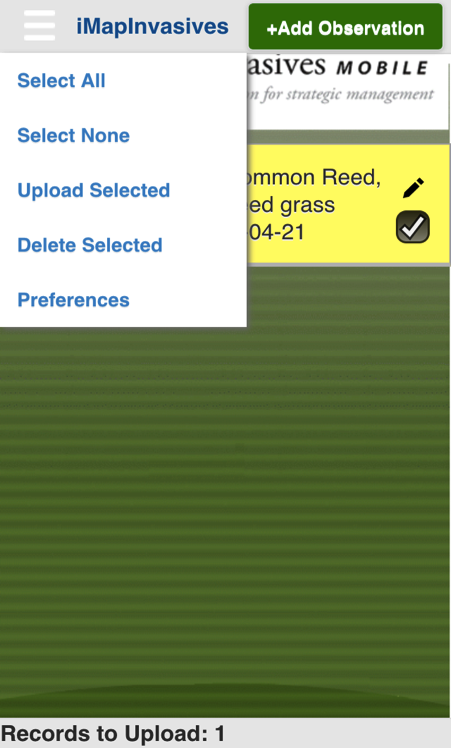 iMapInvasives
+Add Observation
Select All
Select None
Upload Selected
Delete Selected
Preferences
asives MOBILE
n for strategic management
ommon Reed,
ed grass
04-21
Records to Upload: 1